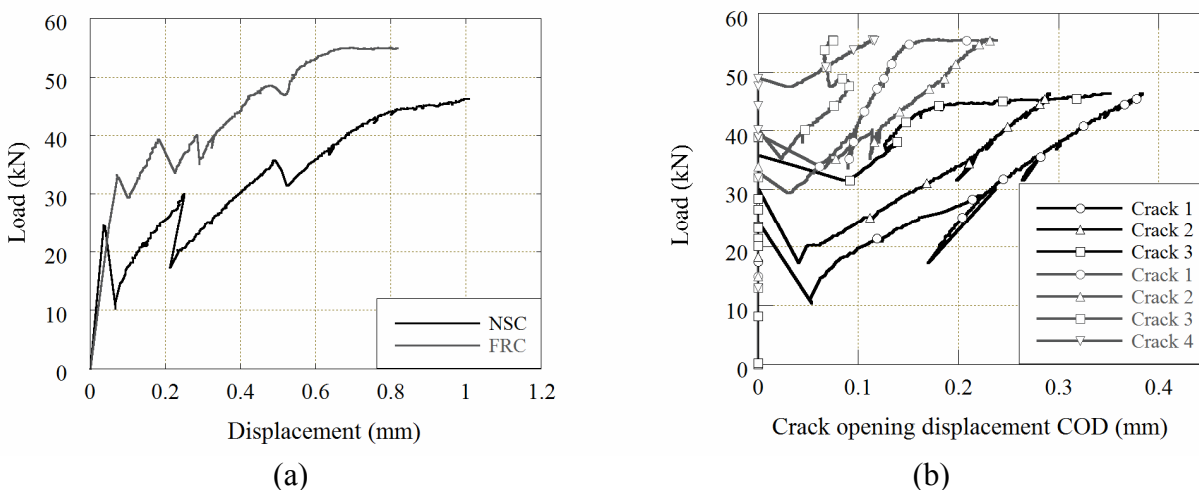 60
50
40
30
20
10
0
Load (kN)
0
0.2
0.4
0.6
0.8
1
1.2
Displacement (mm)
NSC
FRC
(a)
60
50
40
30
20
10
0
Load (kN)
0
0.1
0.2
0.3
0.4
Crack opening displacement COD (mm)
Crack 1
Crack 2
Crack 3
Crack 1
Crack 2
Crack 3
Crack 4
(b)